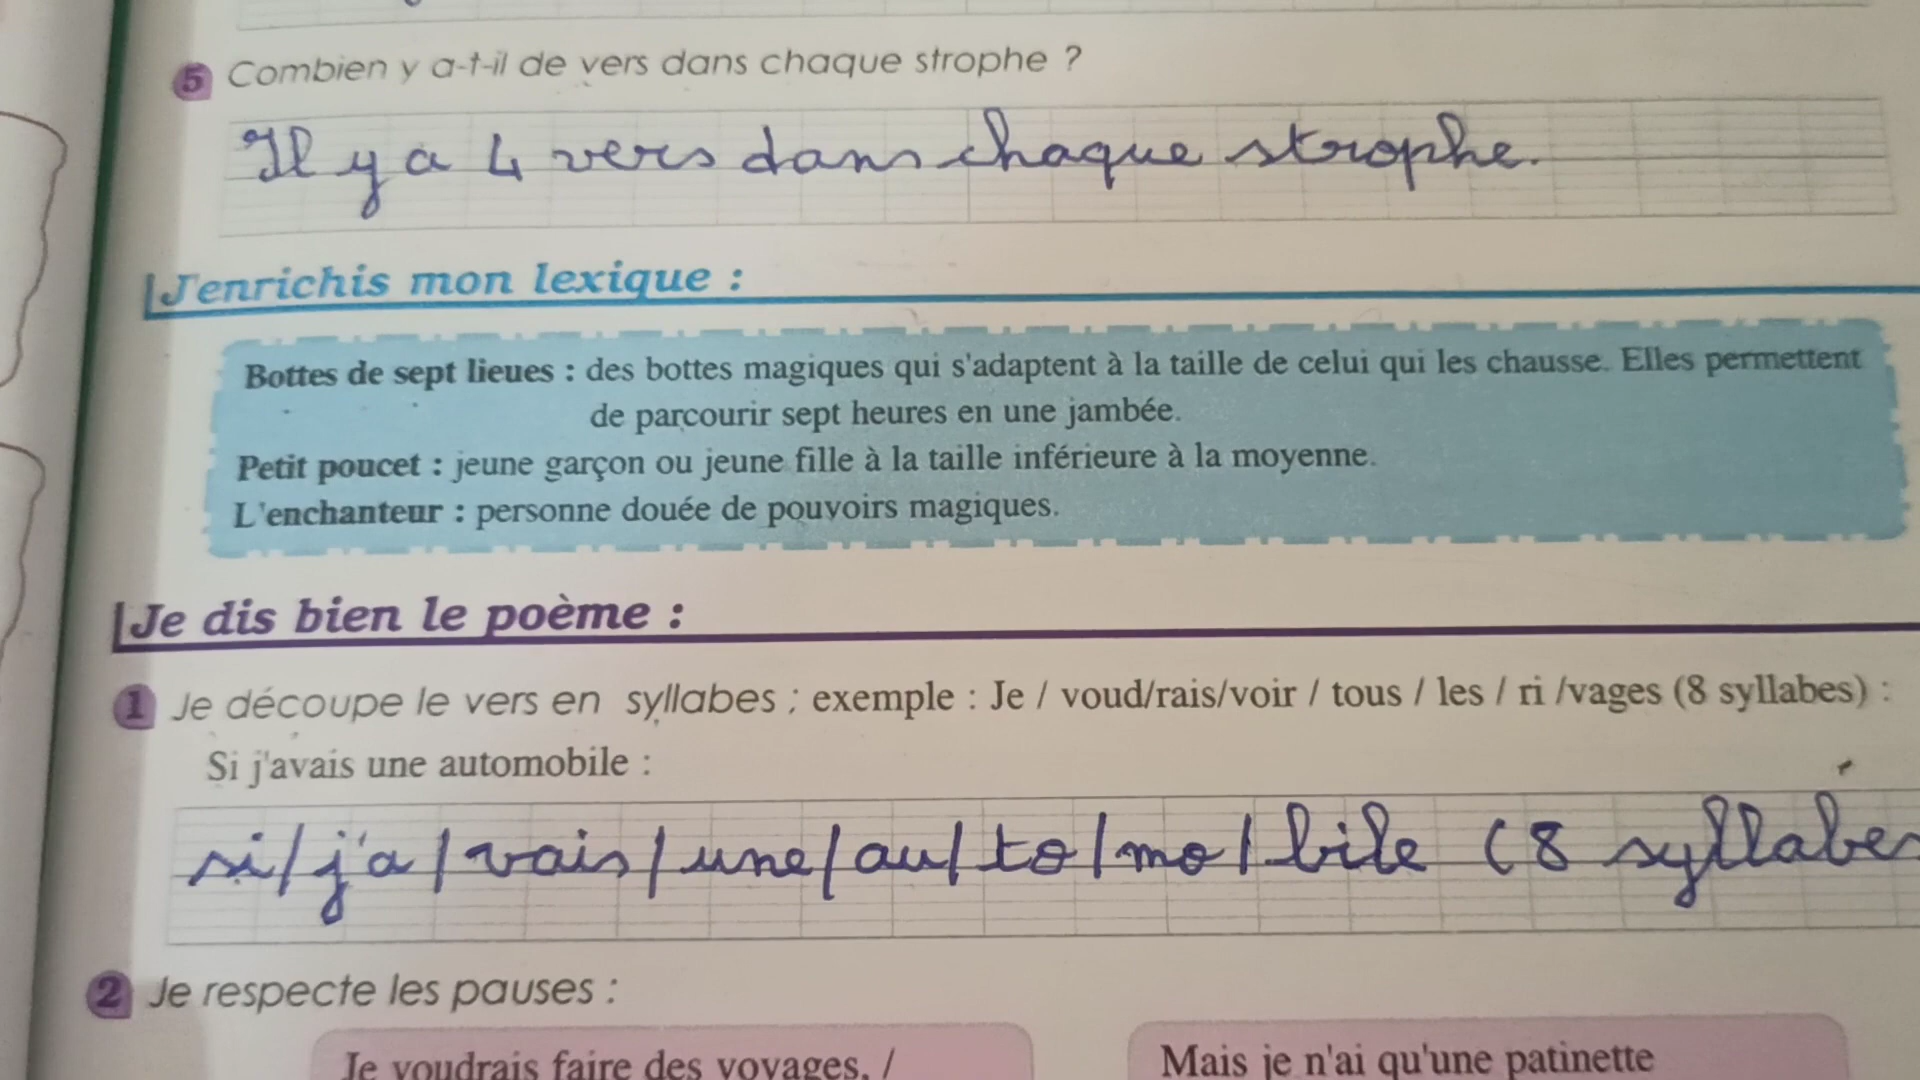 5 Combien y a-t-il de vers dans chaque strophe ?
Il y a 4 vers dans chaque strophe.
J'enrichis mon lexique :
Bottes de sept lieues : des bottes magiques qui s'adaptent à la taille de celui qui les chausse. Elles permettent
de parcourir sept heures en une jambée.
Petit poucet : jeune garçon ou jeune fille à la taille inférieure à la moyenne.
L'enchanteur : personne douée de pouvoirs magiques.
Je dis bien le poème :
1 Je découpe le vers en syllabes ; exemple : Je / voud/rais/voir / tous / les / ri /vages (8 syllabes) :
Si j'avais une automobile :
si/j'a/vais/une/au/to/mo/bile (8 syllabes
2 Je respecte les pauses :
Je voudrais faire des voyages, /
Mais je n'ai qu'une patinette